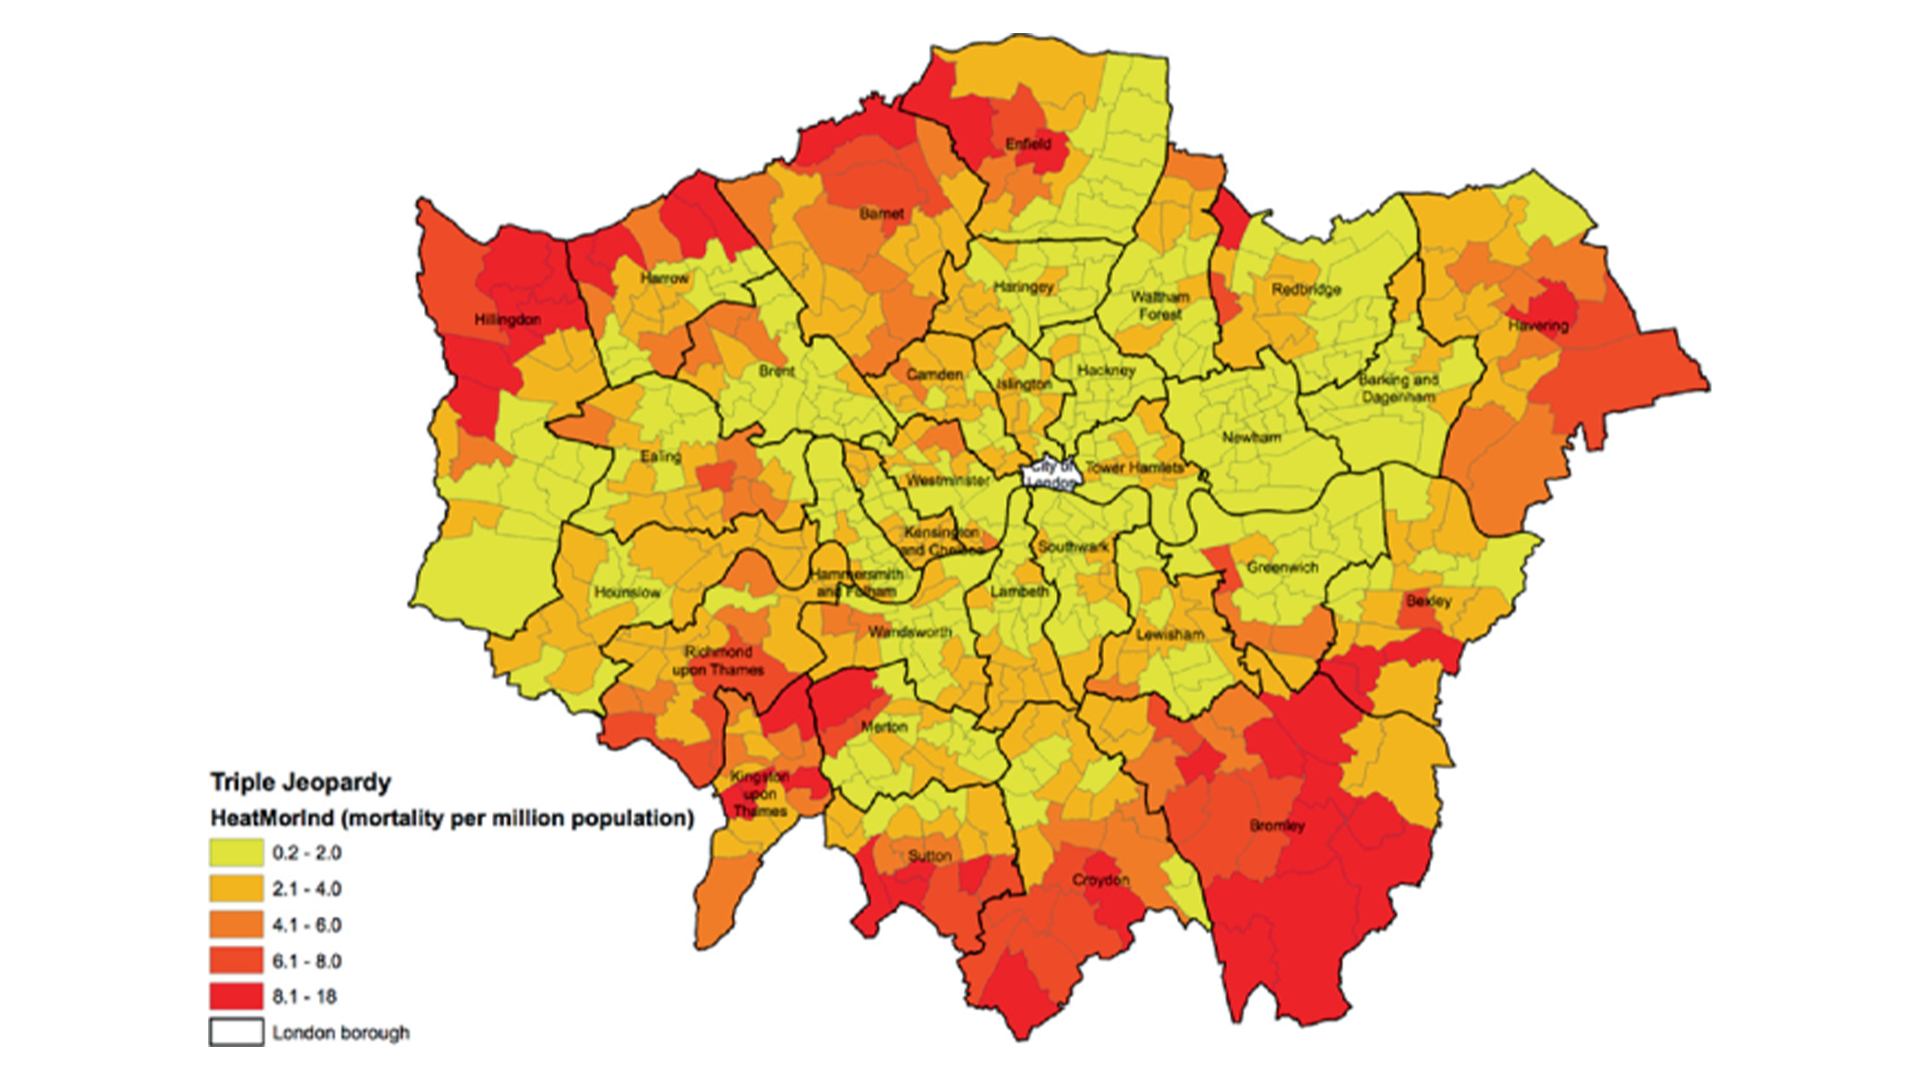 Enfield
Barnet
Harrow
Haringey
Waltham
Forest
Redbridge
Hillingdon
Havering
Brent
Camden
Islington
Hackney
Barking and
Dagenham
Newham
Ealing
Westminster
City of
London
Tower Hamlets
Kensington
and Chelsea
Southwark
Greenwich
Hounslow
Hammersmith
and Fulham
Lambeth
Bexley
Wandsworth
Lewisham
Richmond
upon Thames
Merton
Kingston
upon
Thames
Bromley
Sutton
Croydon
Triple Jeopardy
HeatMorInd (mortality per million population)
0.2 - 2.0
2.1 - 4.0
4.1 - 6.0
6.1 - 8.0
8.1 - 18
London borough